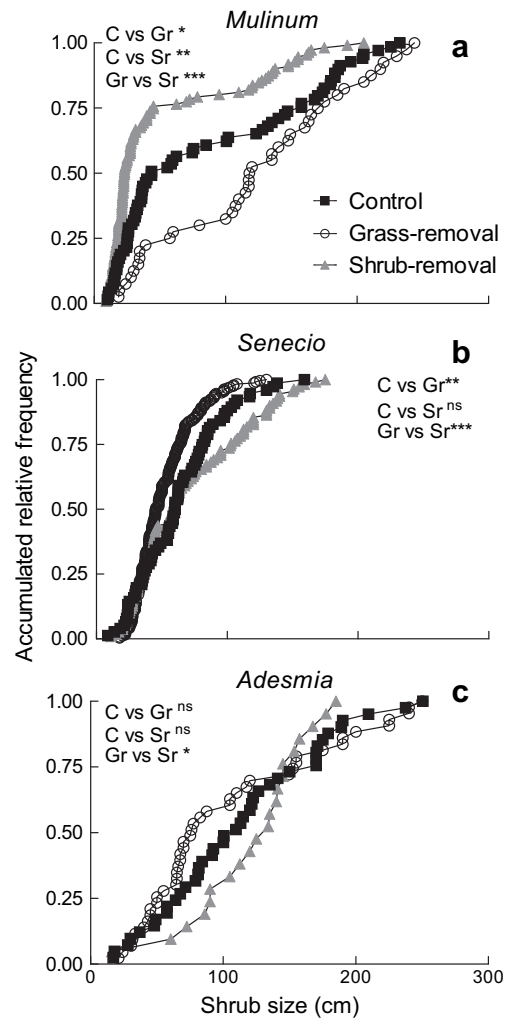 Mulinum
C vs Gr *
C vs Sr **
Gr vs Sr ***
a
1.00
0.75
0.50
0.25
0.00
Control
Grass-removal
Shrub-removal
Senecio
b
C vs Gr**
C vs Sr ns
Gr vs Sr***
1.00
0.75
0.50
0.25
0.00
Accumulated relative frequency
Adesmia
c
C vs Gr ns
C vs Sr ns
Gr vs Sr *
1.00
0.75
0.50
0.25
0.00
0 100 200 300
Shrub size (cm)